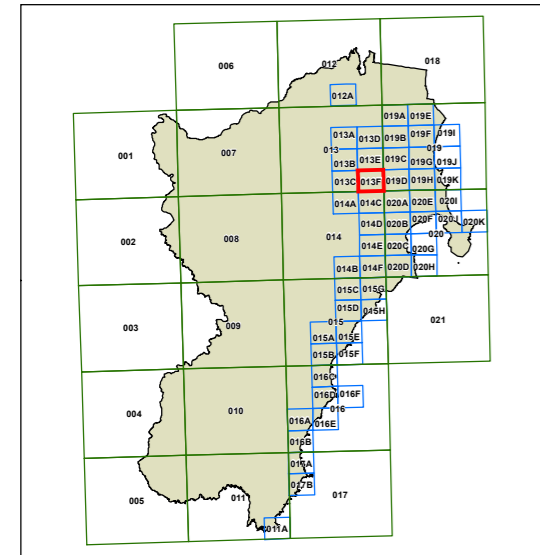 006 012 018
012A
019A 019E
001 007 013A 013D 019B 019F 019I
013 019
013B 013E 019C 019G 019J
013C 013F 019D 019H 019K
014A 014C 020A 020E 020I
002 008 014 014D 020B 020F 020J 020K
020
014E 020C 020G
014B 014F 020D 020H
015C 015G
003 009 015D 015H 021
015
015A 015E
015B 015F
016C
004 010 016D 016F
016
016A 016E
016B
017A
005 011 017B 017
011A